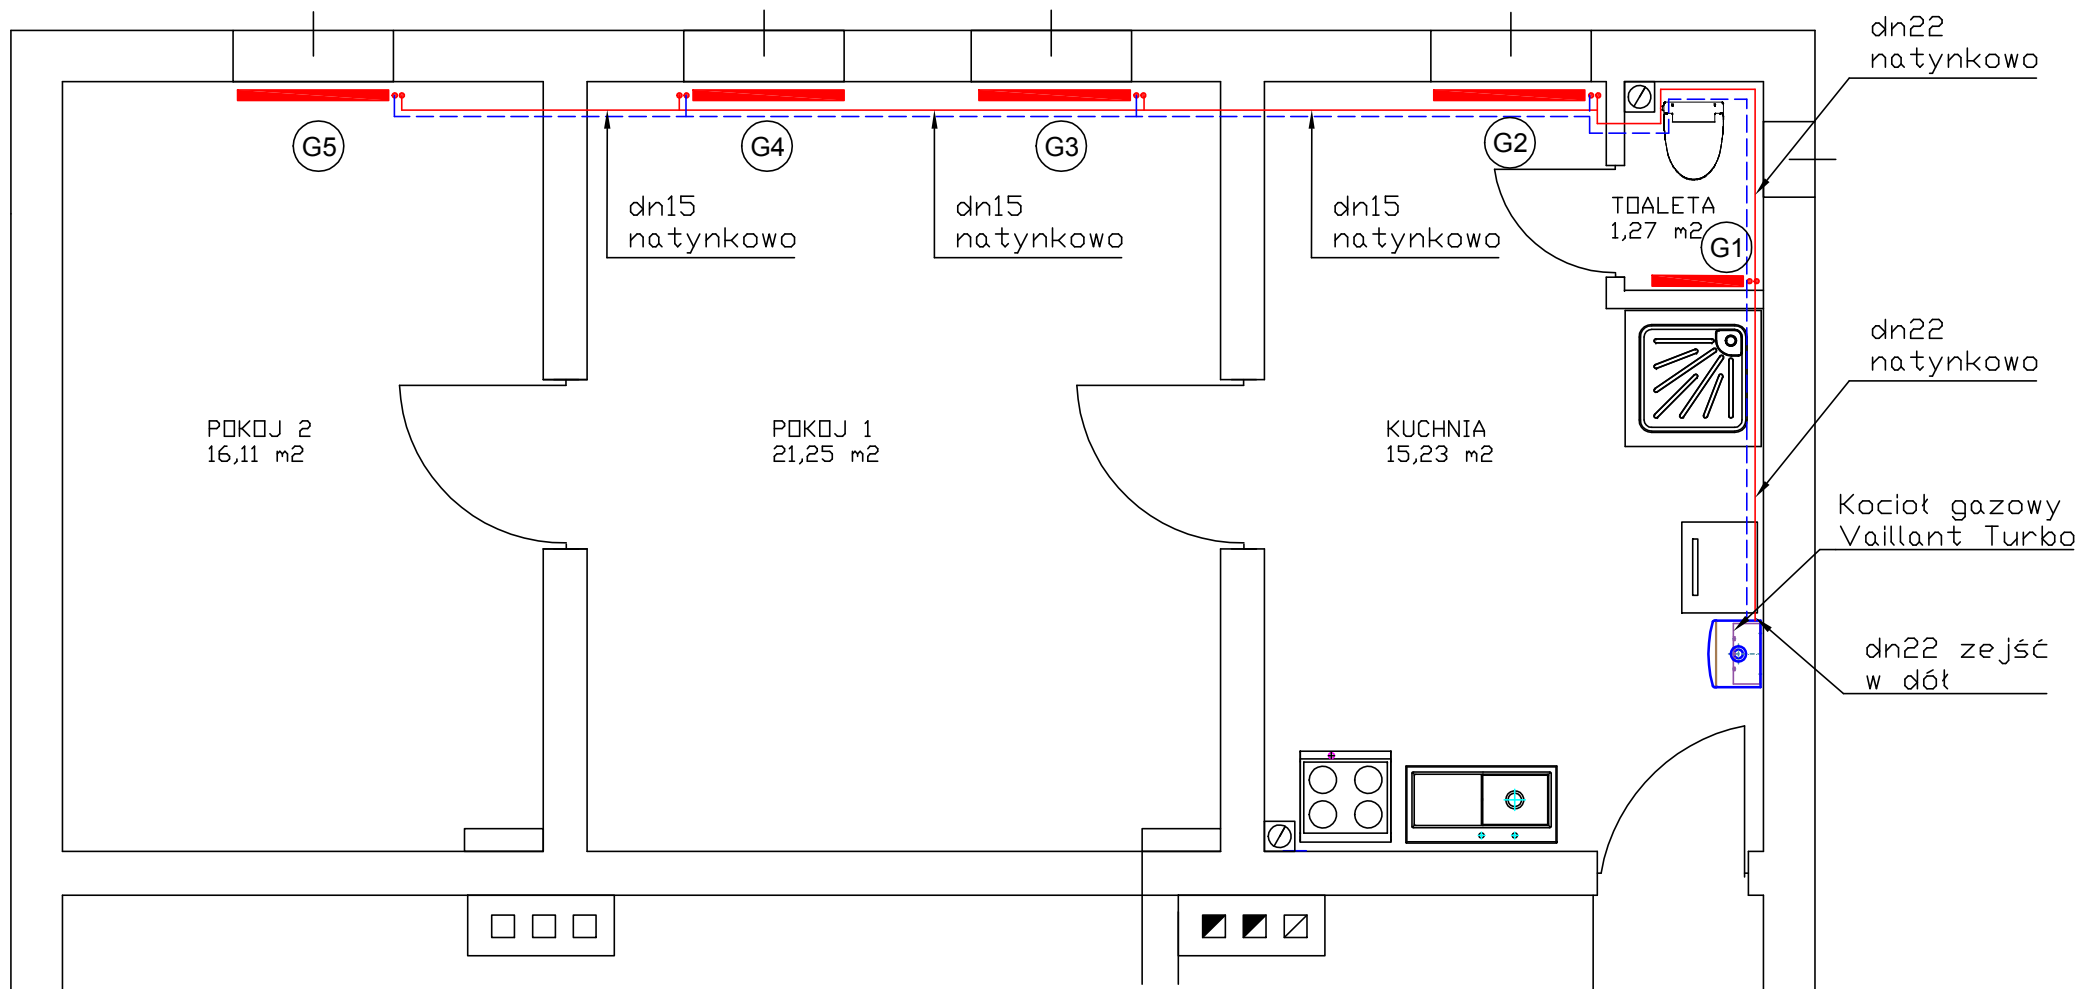 dn22
natynkowo
G5
G4
G3
G2
dn15
natynkowo
dn15
natynkowo
dn15
natynkowo
TOALETA
1,27 m2
G1
dn22
natynkowo
POKOJ 2
16,11 m2
POKOJ 1
21,25 m2
KUCHNIA
15,23 m2
Kocioł gazowy
Vaillant Turbo
dn22 zejść
w dół